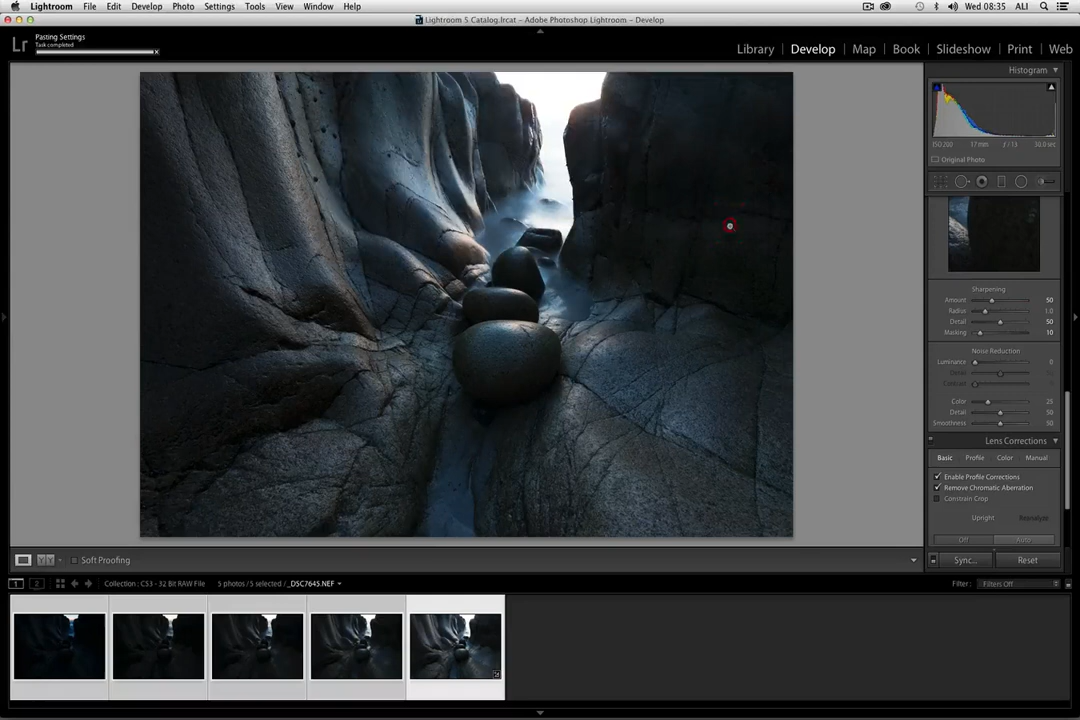 Lightroom File Edit Develop Photo Settings Tools View Window Help Wed 08:35 ALI
Lightroom 5 Catalog.lrcat – Adobe Photoshop Lightroom – Develop
Lr Pasting Settings
Task completed
Library | Develop | Map | Book | Slideshow | Print | Web
Histogram
ISO 200 17 mm ƒ / 13 30.0 sec
Original Photo
Sharpening
Amount 50
Radius 1.0
Detail 50
Masking 10
Noise Reduction
Luminance 0
Detail
Contrast
Color 25
Detail 50
Smoothness 50
Lens Corrections
Basic Profile Color Manual
Enable Profile Corrections
Remove Chromatic Aberration
Constrain Crop
Upright Reanalyze
Off Auto
Soft Proofing
Sync... Reset
1 2 Collection : CS3 - 32 Bit RAW File 5 photos / 5 selected / _DSC7645.NEF Filter : Filters Off